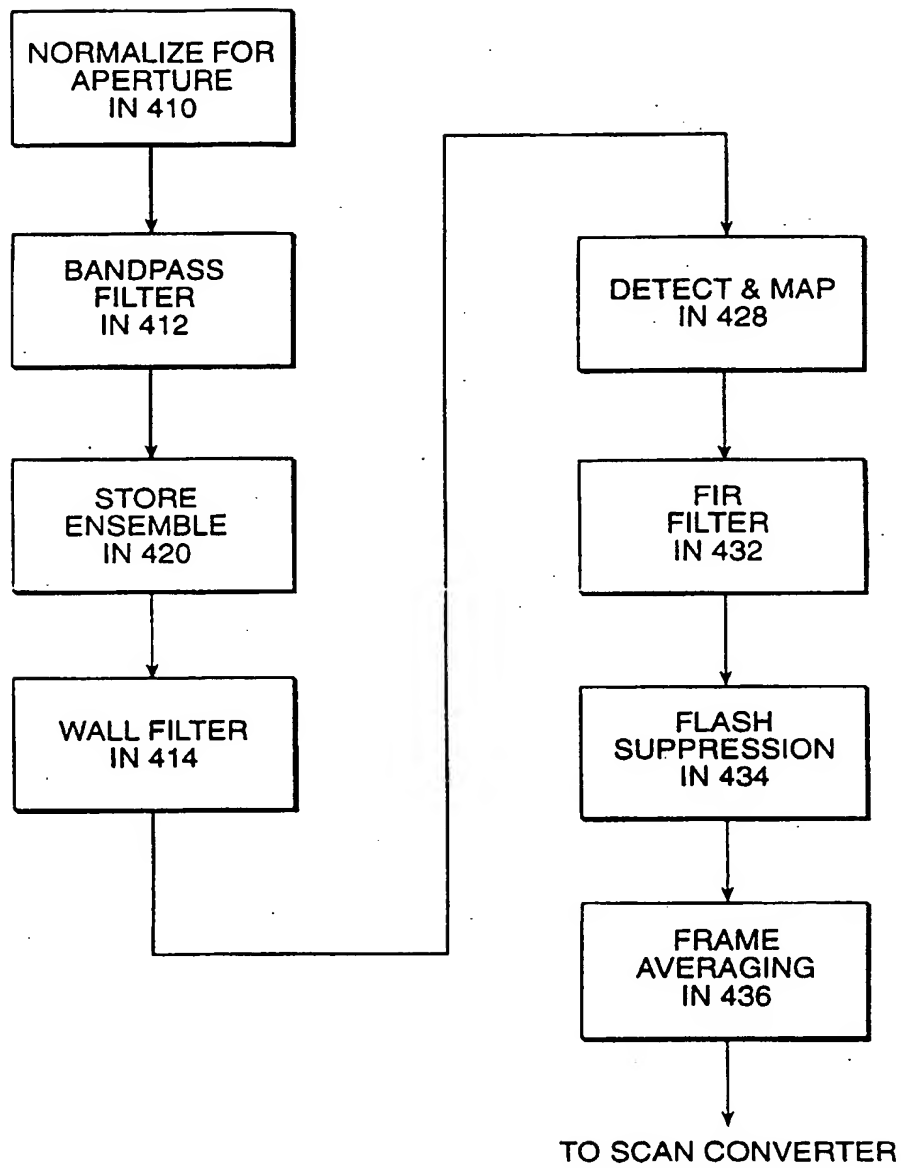 NORMALIZE FOR
APERTURE
IN 410
BANDPASS
FILTER
IN 412
STORE
ENSEMBLE
IN 420
WALL FILTER
IN 414
DETECT & MAP
IN 428
FIR
FILTER
IN 432
FLASH
SUPPRESSION
IN 434
FRAME
AVERAGING
IN 436
TO SCAN CONVERTER